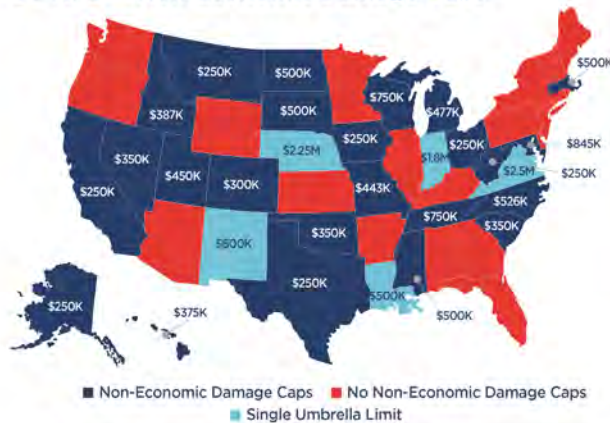 $250K
$500K
$500K
$387K
$500K
$750K
$477K
$250K
$2.25M
$350K
$450K
$300K
$250K
$443K
$1.8M
$250K
$845K
$2.5M
$250K
$526K
$350K
$750K
$350K
$600K
$250K
$500K
$500K
$250K
$375K
Non-Economic Damage Caps
No Non-Economic Damage Caps
Single Umbrella Limit